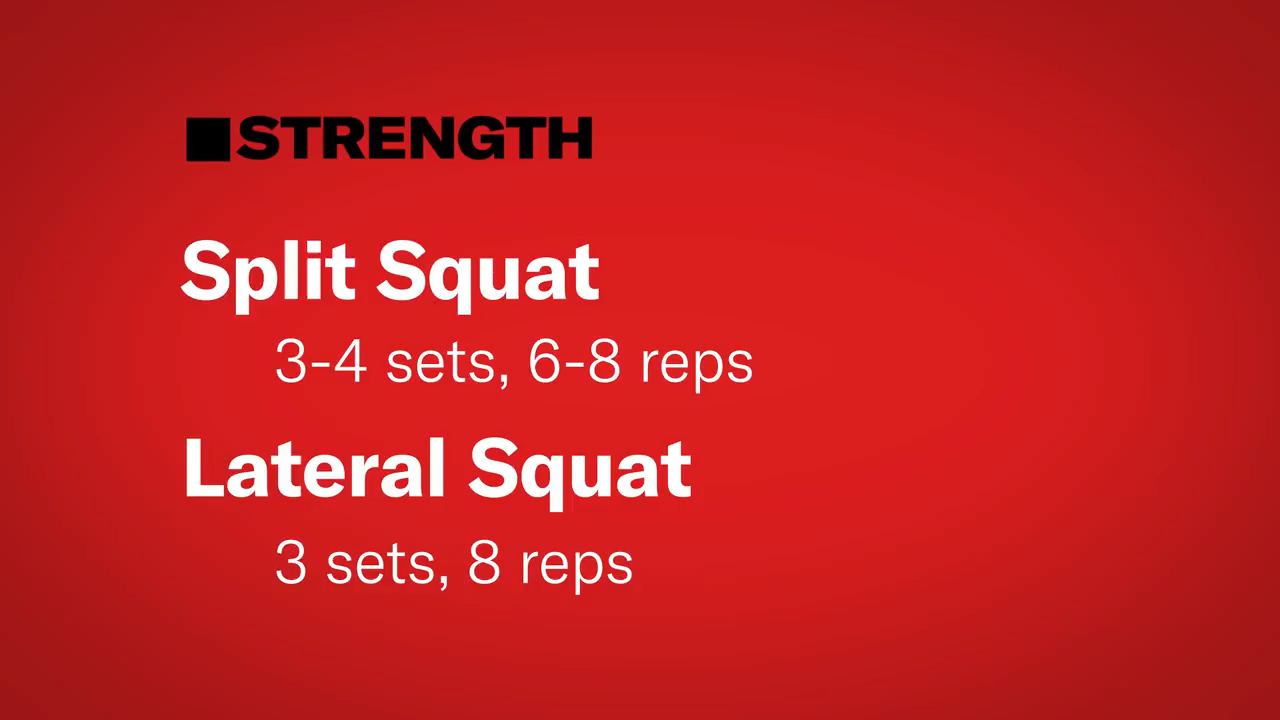 STRENGTH
Split Squat
3-4 sets, 6-8 reps
Lateral Squat
3 sets, 8 reps